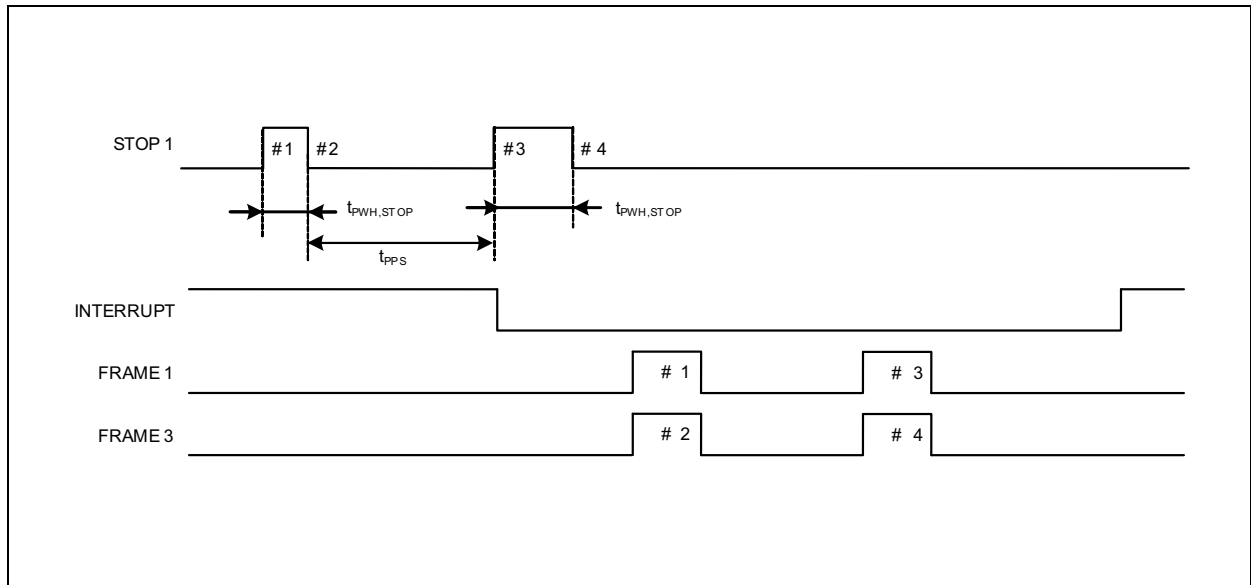 STOP 1
#1
#2
#3
# 4
tPWH,STOP
tPWH,STOP
tPPS
INTERRUPT
FRAME 1
# 1
# 3
FRAME 3
# 2
# 4